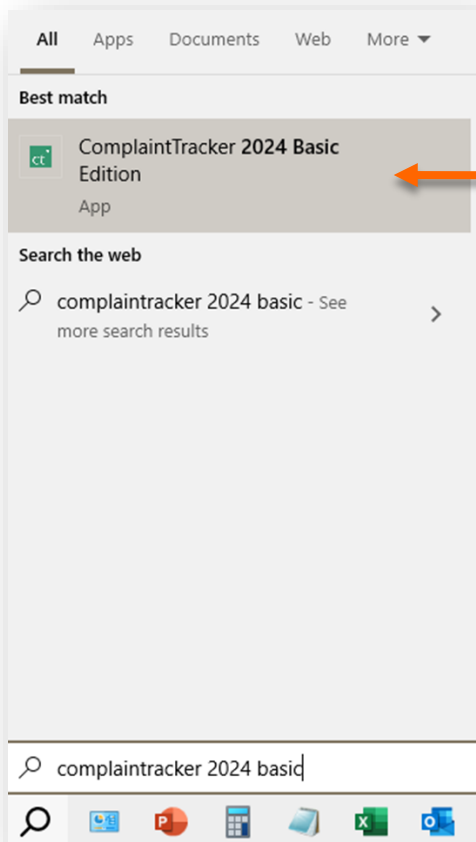 All Apps Documents Web More
Best match
ct
ComplaintTracker 2024 Basic
Edition
App
Search the web
complaintracker 2024 basic - See
more search results
complaintracker 2024 basic